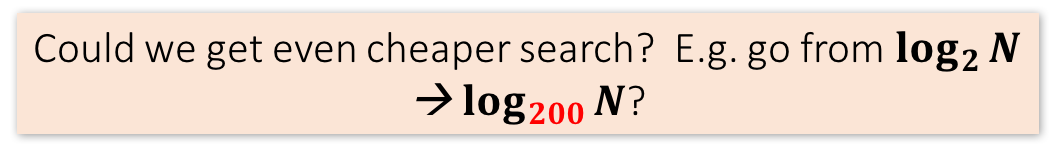 Could we get even cheaper search? E.g. go from log₂ N
→ log₂₀₀ N?